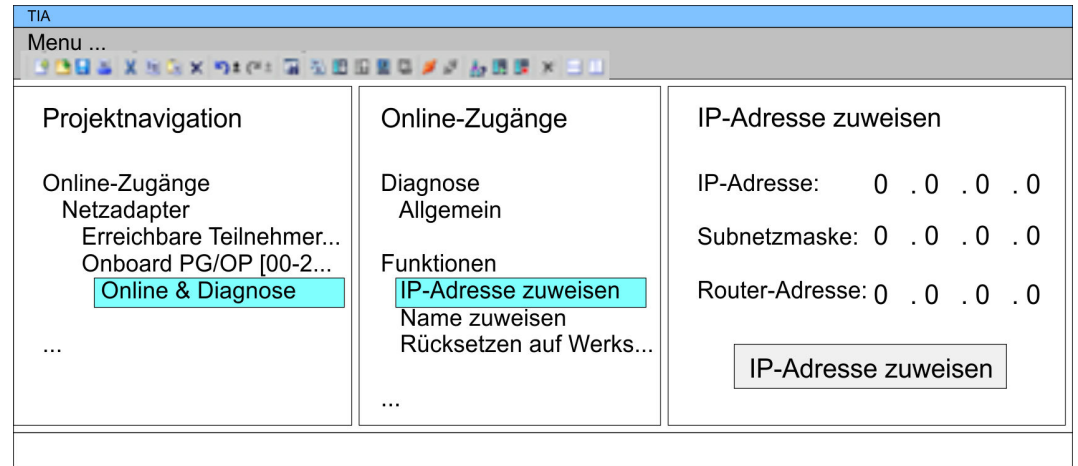 TIA
Menu ...
Projektnavigation
Online-Zugänge
Netzadapter
Erreichbare Teilnehmer...
Onboard PG/OP [00-2...
Online & Diagnose
...
Online-Zugänge
Diagnose
Allgemein
Funktionen
IP-Adresse zuweisen
Name zuweisen
Rücksetzen auf Werks...
...
IP-Adresse zuweisen
IP-Adresse: 0 . 0 . 0 . 0
Subnetzmaske: 0 . 0 . 0 . 0
Router-Adresse: 0 . 0 . 0 . 0
IP-Adresse zuweisen